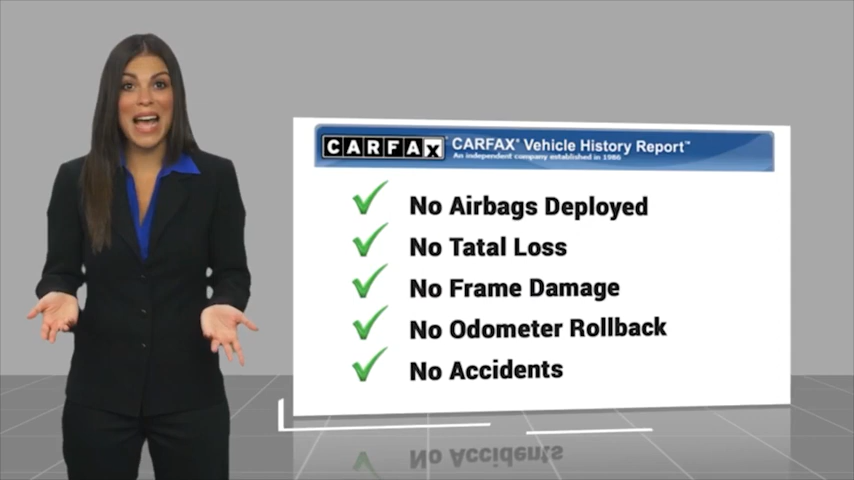 CARFAX
CARFAX® Vehicle History Report™
An independent company established in 1986
No Airbags Deployed
No Tatal Loss
No Frame Damage
No Odometer Rollback
No Accidents
No Accidents